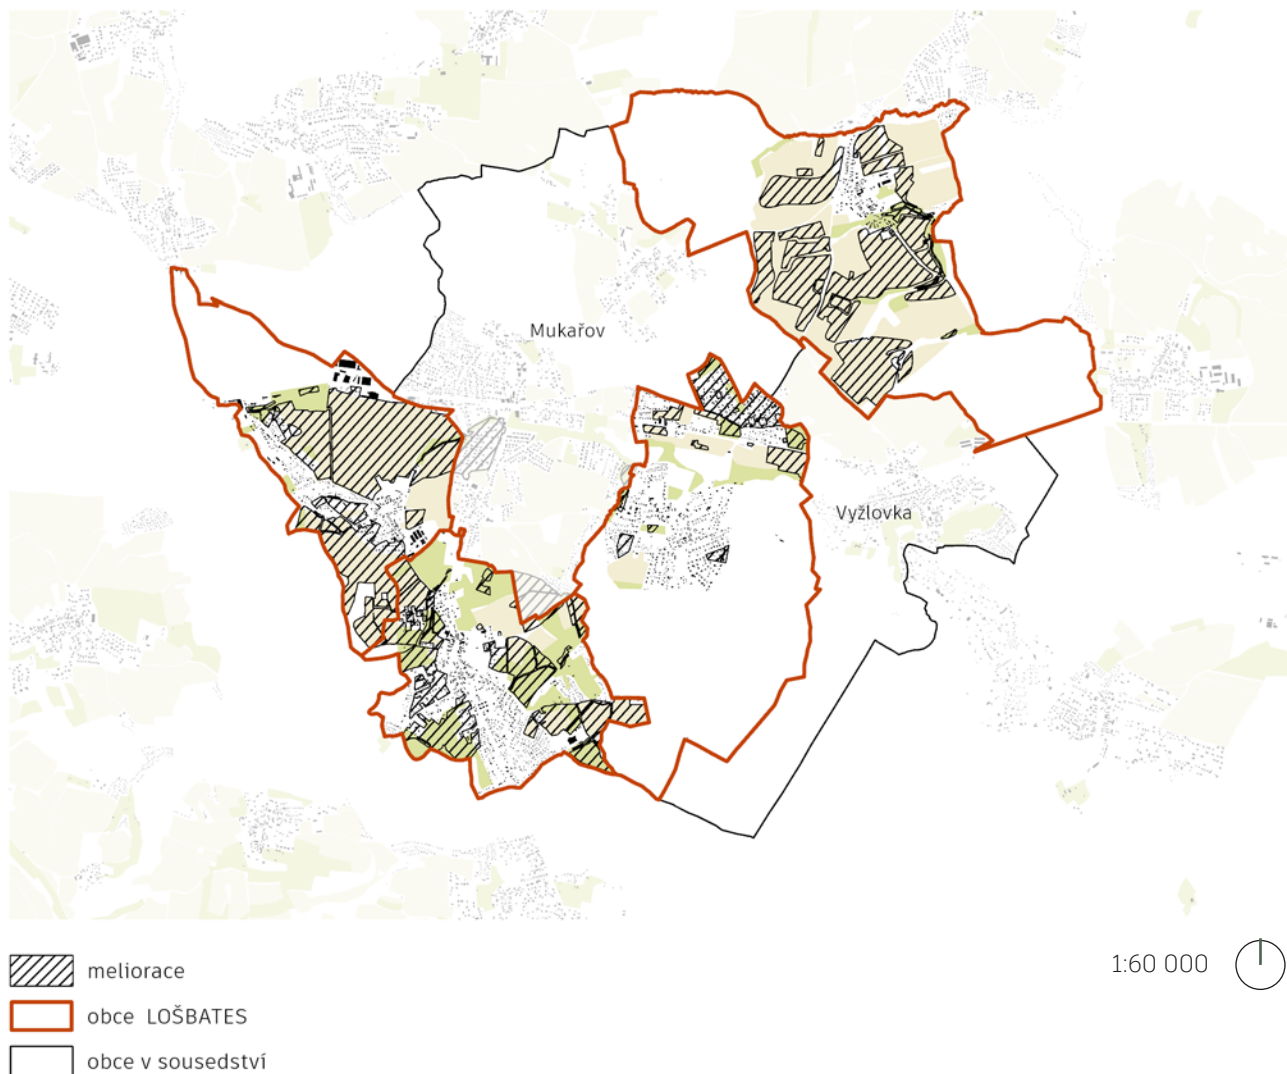 Mukařov
Vyžlovka
meliorace
1:60 000
obce LOŠBATES
obce v sousedství